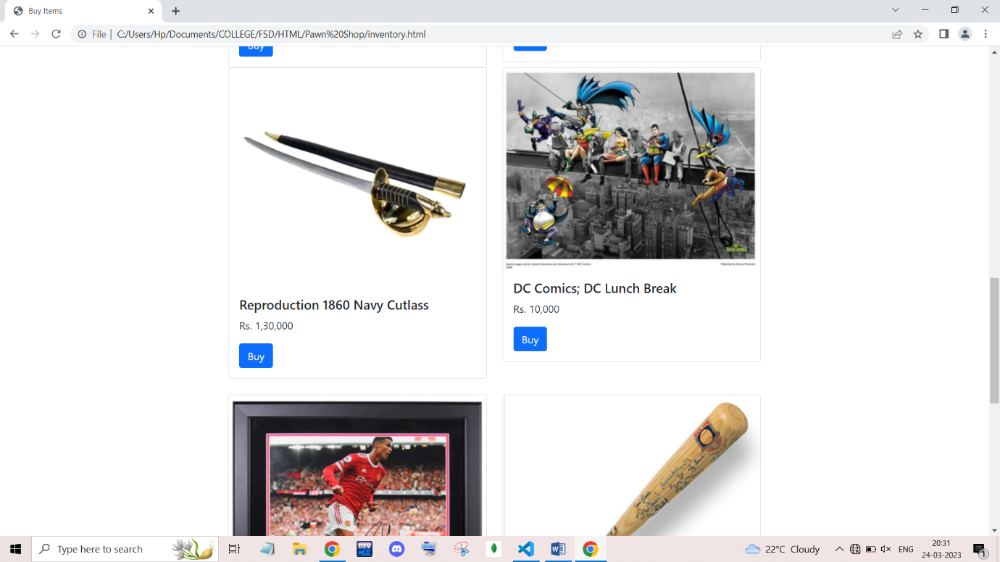 Buy Items
File
C:/Users/Hp/Documents/COLLEGE/FSD/HTML/Pawn%20Shop/inventory.html
Buy
Reproduction 1860 Navy Cutlass
Rs. 1,30,000
Buy
DC Comics; DC Lunch Break
Rs. 10,000
Buy
Type here to search
DEV
22°C Cloudy
ENG
20:31
24-03-2023
1